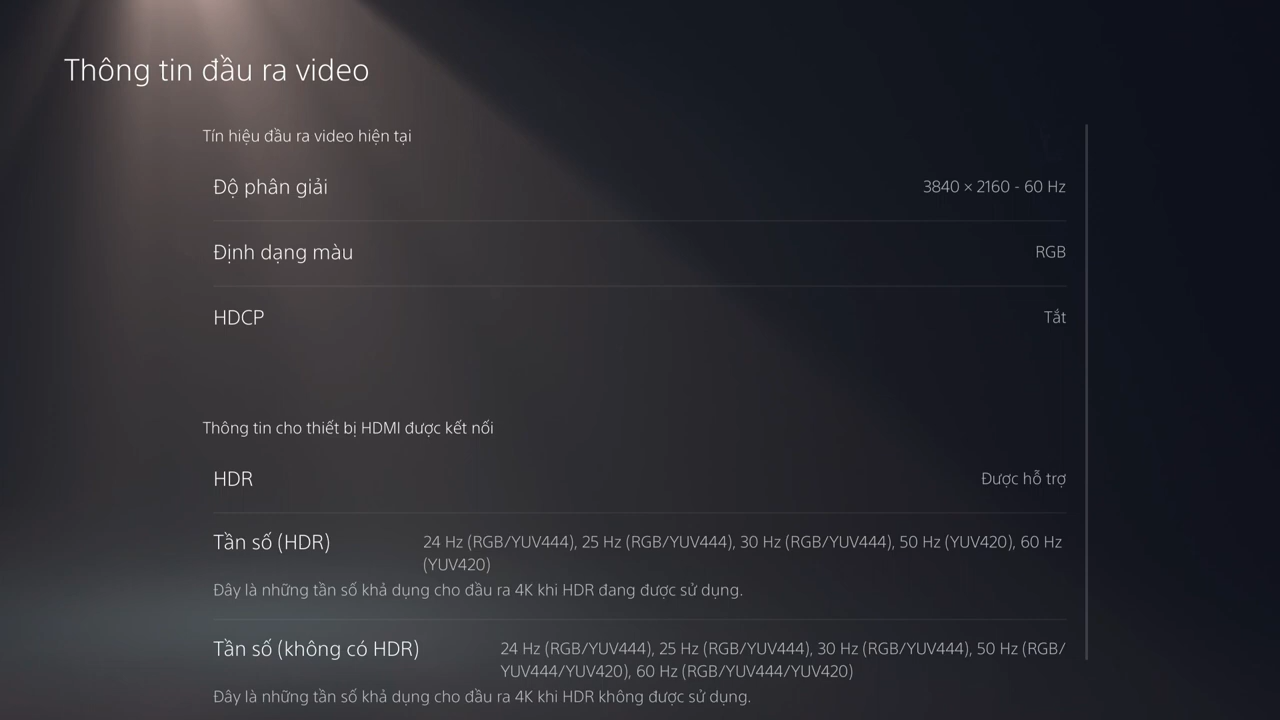 Thông tin đầu ra video
Tín hiệu đầu ra video hiện tại
Độ phân giải 3840 × 2160 - 60 Hz
Định dạng màu RGB
HDCP Tắt
Thông tin cho thiết bị HDMI được kết nối
HDR Được hỗ trợ
Tần số (HDR) 24 Hz (RGB/YUV444), 25 Hz (RGB/YUV444), 30 Hz (RGB/YUV444), 50 Hz (YUV420), 60 Hz
(YUV420)
Đây là những tần số khả dụng cho đầu ra 4K khi HDR đang được sử dụng.
Tần số (không có HDR) 24 Hz (RGB/YUV444), 25 Hz (RGB/YUV444), 30 Hz (RGB/YUV444), 50 Hz (RGB/
YUV444/YUV420), 60 Hz (RGB/YUV444/YUV420)
Đây là những tần số khả dụng cho đầu ra 4K khi HDR không được sử dụng.